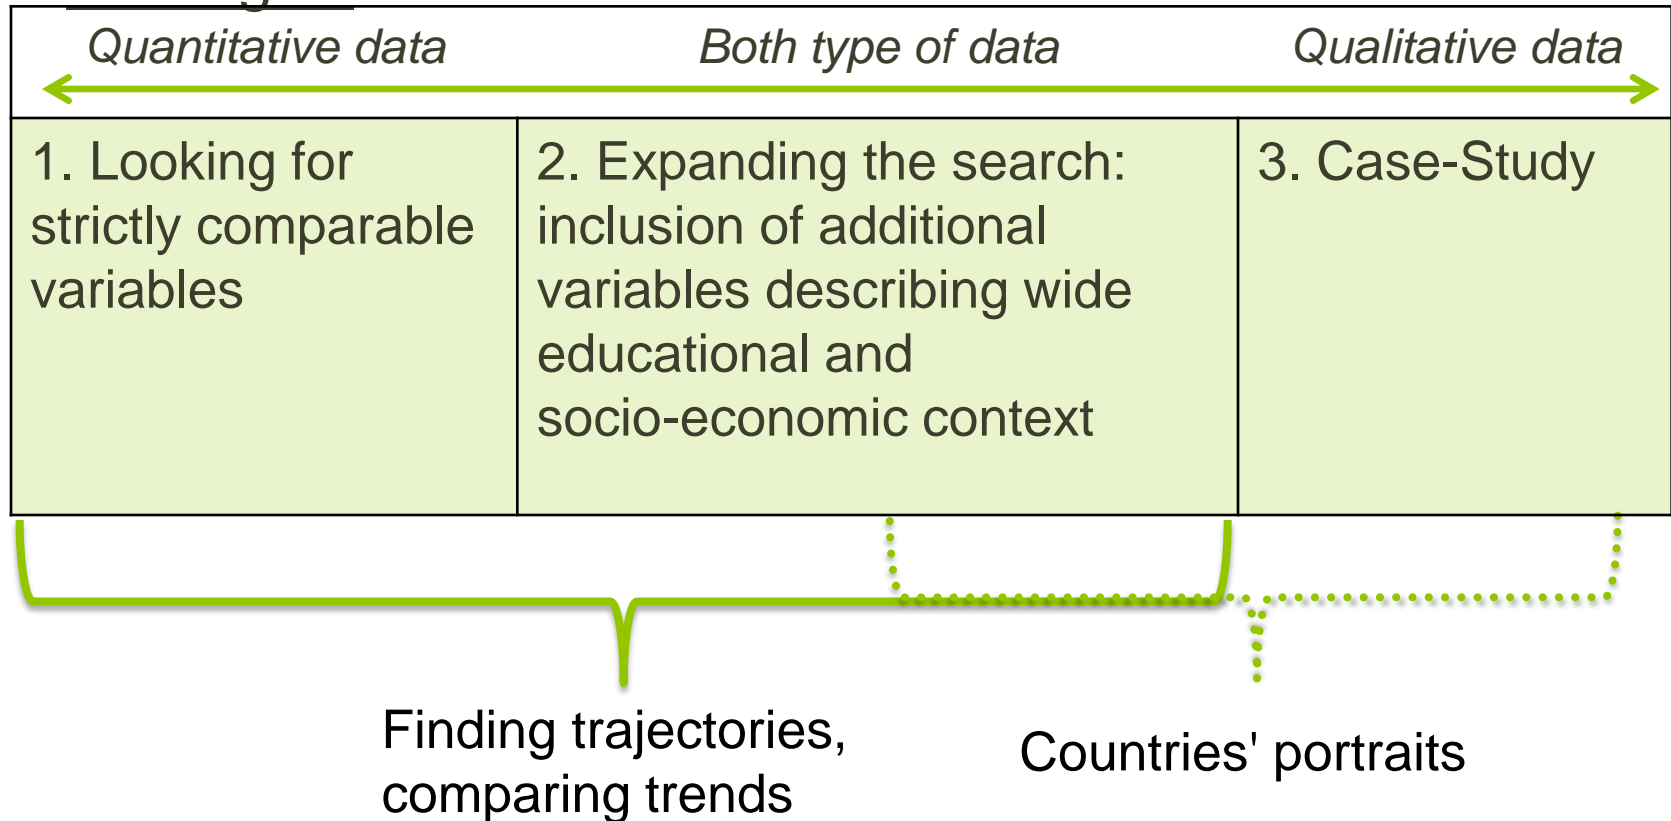 Quantitative data Both type of data Qualitative data
1. Looking for
strictly comparable
variables
2. Expanding the search:
inclusion of additional
variables describing wide
educational and
socio-economic context
3. Case-Study
Finding trajectories,
comparing trends
Countries' portraits